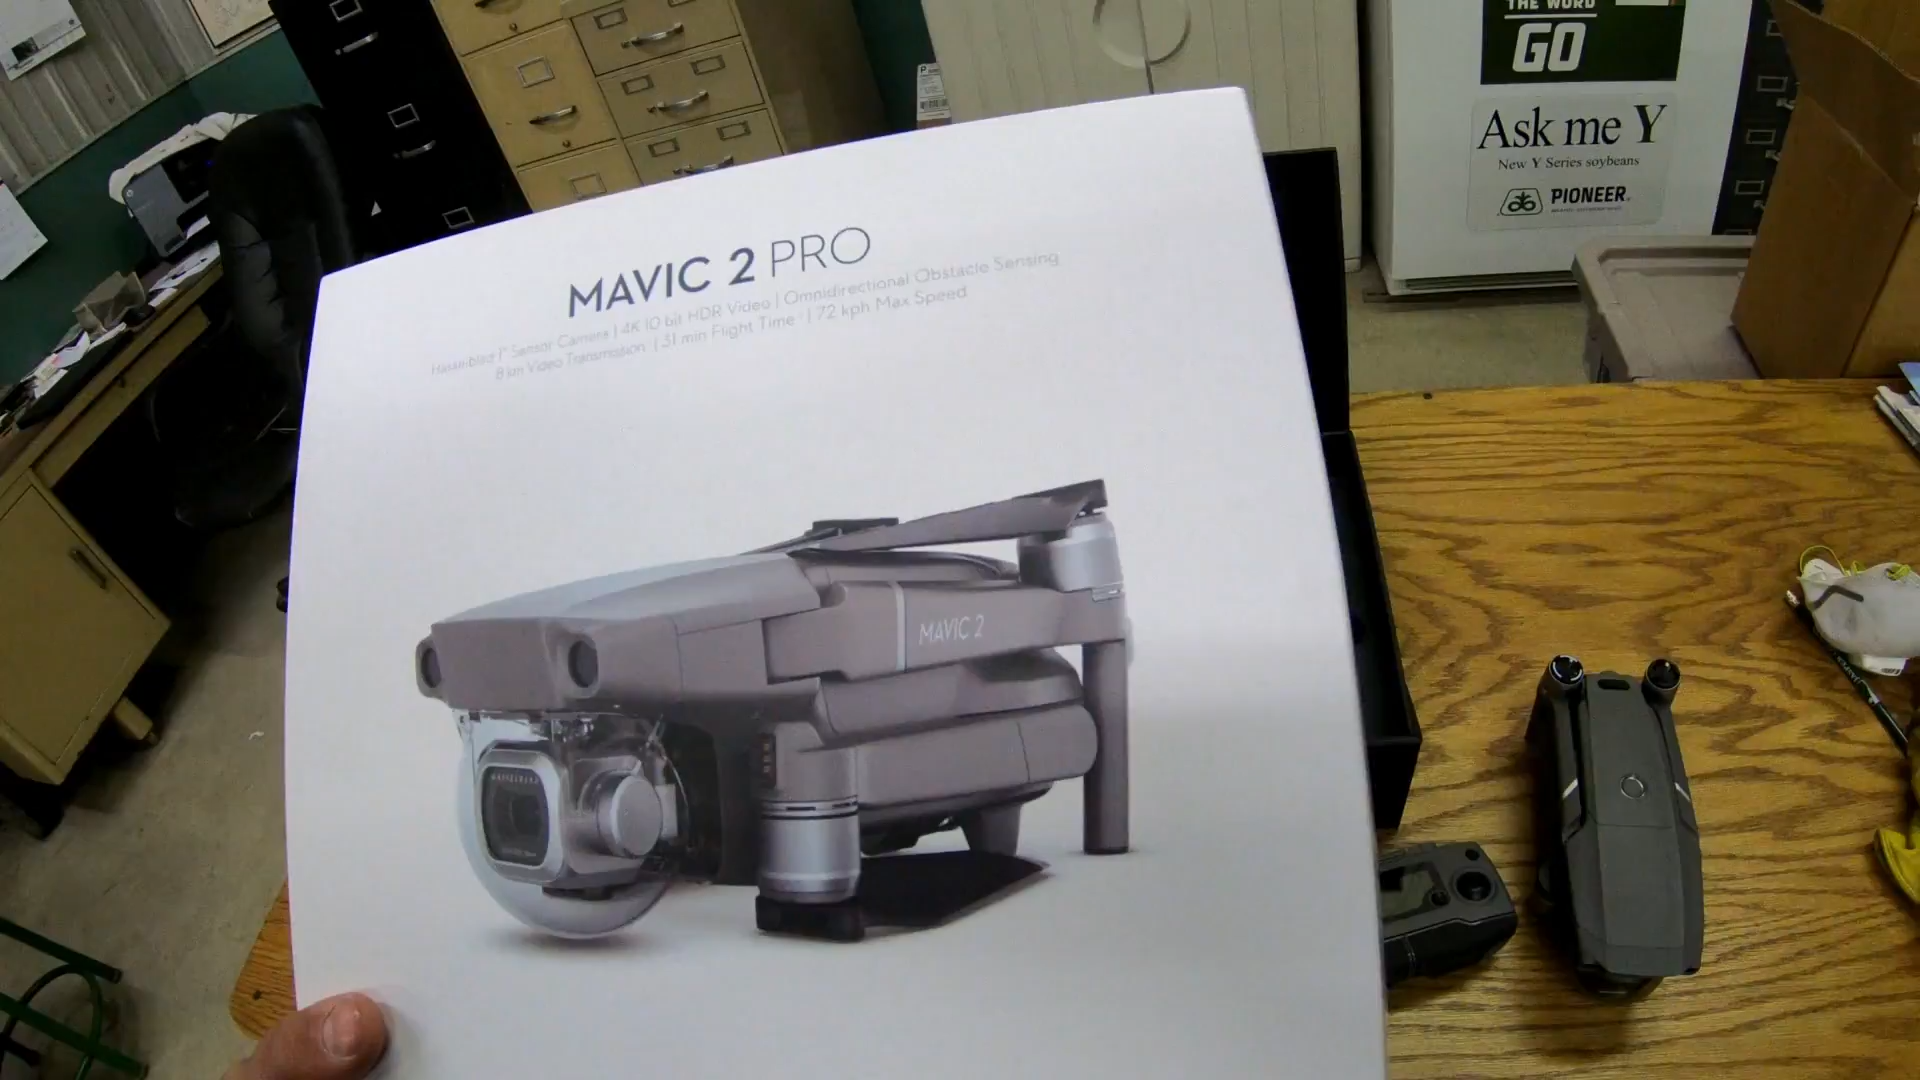 THE WORD
GO
Ask me Y
New Y Series soybeans
PIONEER
MAVIC 2 PRO
Hasselblad 1" Sensor Camera | 4K 10 bit HDR Video | Omnidirectional Obstacle Sensing
8 km Video Transmission | 31 min Flight Time | 72 kph Max Speed
MAVIC 2
HASSELBLAD